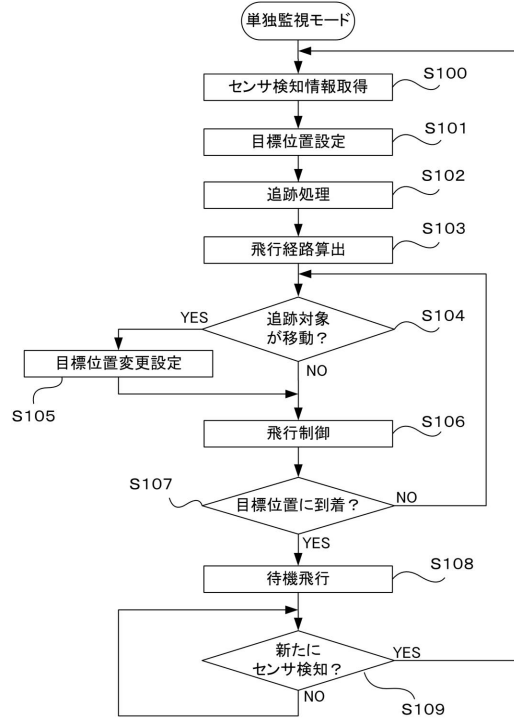 単独監視モード
センサ検知情報取得
S100
目標位置設定
S101
追跡処理
S102
飛行経路算出
S103
追跡対象
が移動？
S104
YES
NO
目標位置変更設定
S105
飛行制御
S106
S107
目標位置に到着？
NO
YES
待機飛行
S108
新たに
センサ検知？
YES
NO
S109